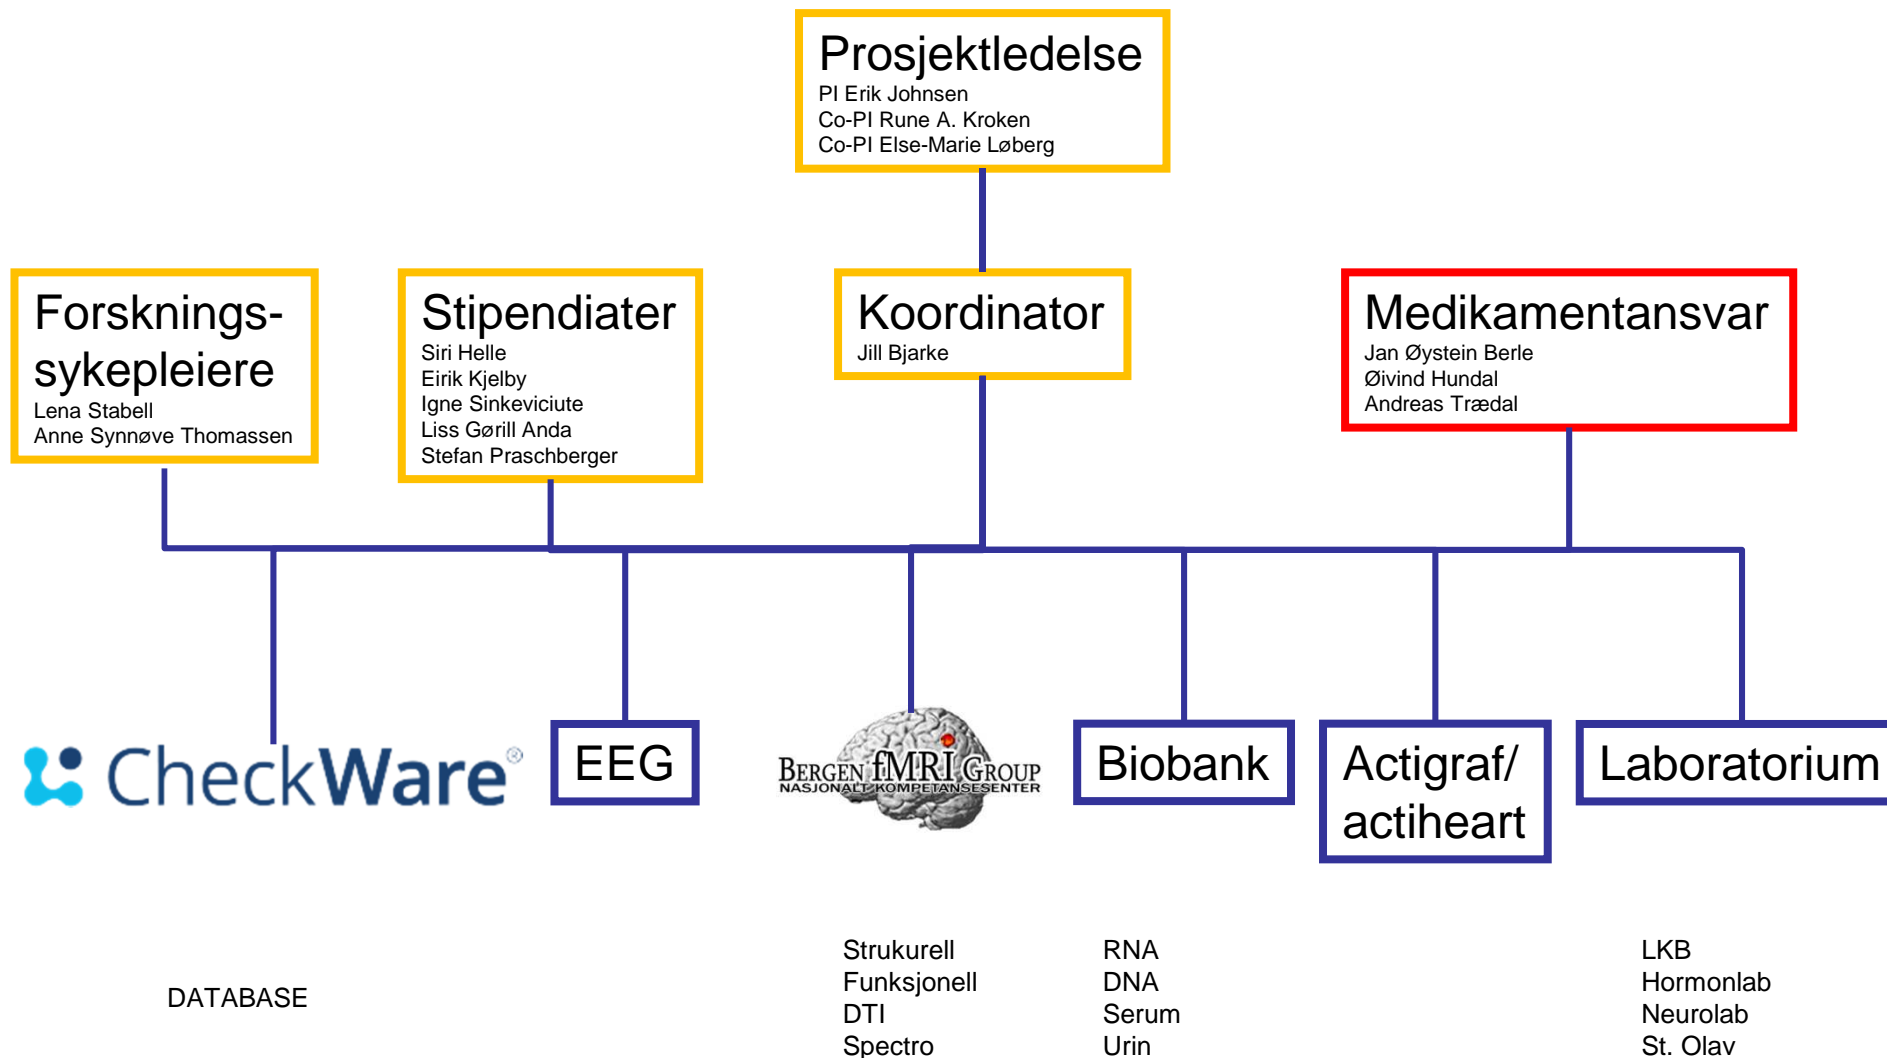 Prosjektledelse
PI Erik Johnsen
Co-PI Rune A. Kroken
Co-PI Else-Marie Løberg
Forsknings-
sykepleiere
Lena Stabell
Anne Synnøve Thomassen
Stipendiater
Siri Helle
Eirik Kjelby
Igne Sinkeviciute
Liss Gørill Anda
Stefan Praschberger
Koordinator
Jill Bjarke
Medikamentansvar
Jan Øystein Berle
Øivind Hundal
Andreas Trædal
CheckWare®
EEG
BERGEN fMRI GROUP
NASJONALT KOMPETANSESENTER
Biobank
Actigraf/
actiheart
Laboratorium
DATABASE
Strukurell
Funksjonell
DTI
Spectro
RNA
DNA
Serum
Urin
LKB
Hormonlab
Neurolab
St. Olav